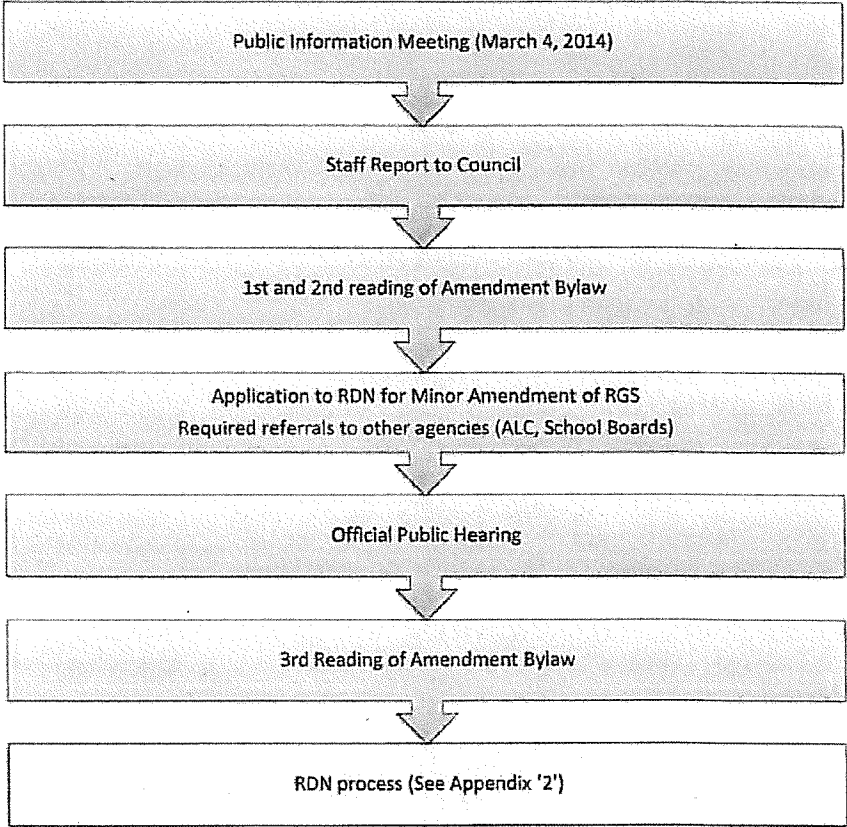 Public Information Meeting (March 4, 2014)
Staff Report to Council
1st and 2nd reading of Amendment Bylaw
Application to RDN for Minor Amendment of RGS
Required referrals to other agencies (ALC, School Boards)
Official Public Hearing
3rd Reading of Amendment Bylaw
RDN process (See Appendix '2')